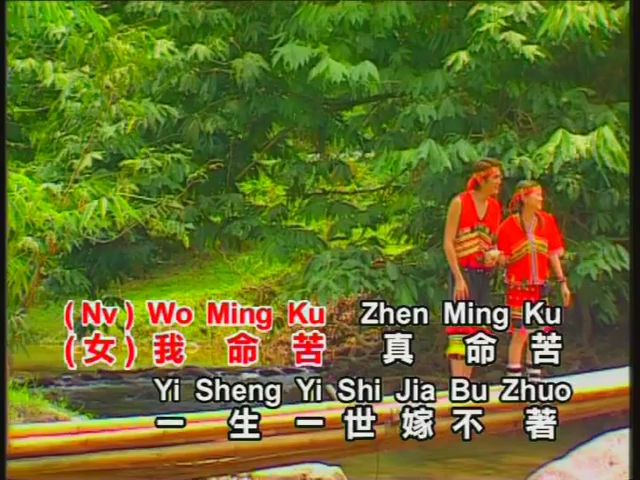 (Nv) Wo Ming Ku Zhen Ming Ku
(女) 我 命 苦 真 命 苦
Yi Sheng Yi Shi Jia Bu Zhuo
一 生 一 世 嫁 不 著